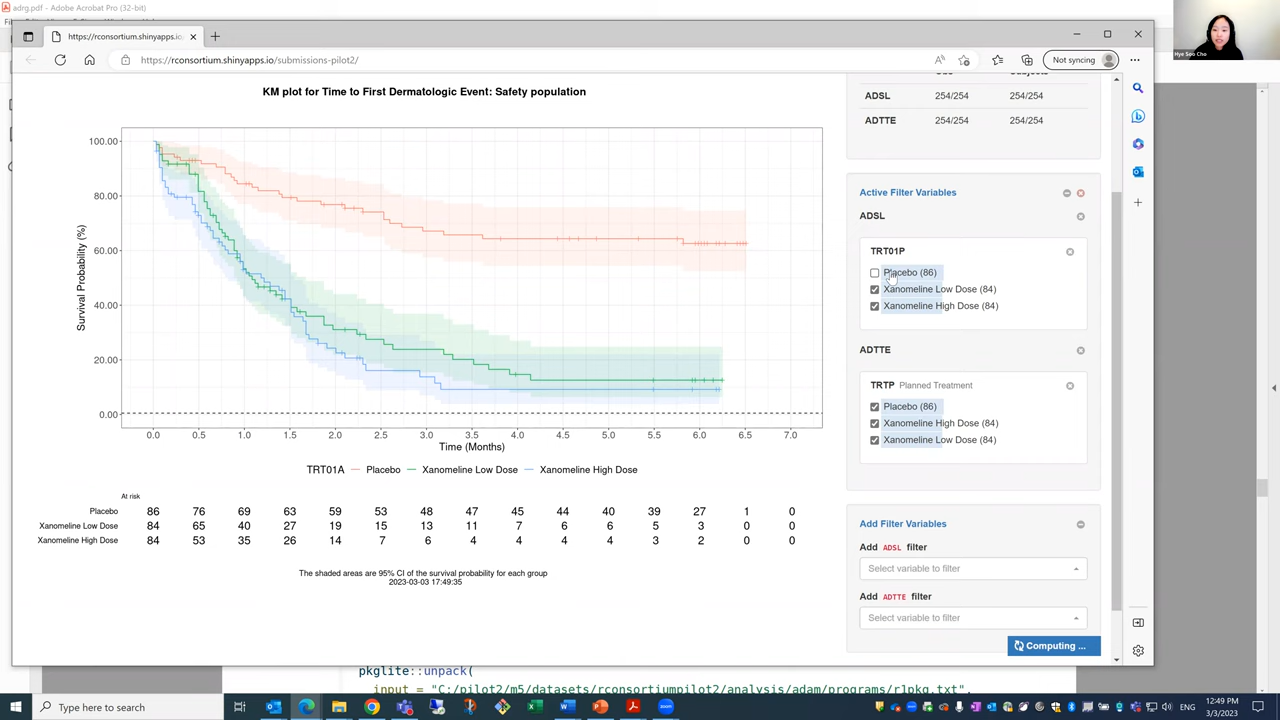 adrg.pdf - Adobe Acrobat Pro (32-bit)
https://rconsortium.shinyapps.io
https://rconsortium.shinyapps.io/submissions-pilot2/
Not syncing
Hye Soo Cho
KM plot for Time to First Dermatologic Event: Safety population
100.00
80.00
60.00
40.00
20.00
0.00
Survival Probability (%)
0.0 0.5 1.0 1.5 2.0 2.5 3.0 3.5 4.0 4.5 5.0 5.5 6.0 6.5 7.0
Time (Months)
TRT01A Placebo Xanomeline Low Dose Xanomeline High Dose
At risk
Placebo 86 76 69 63 59 53 48 47 45 44 40 39 27 1 0
Xanomeline Low Dose 84 65 40 27 19 15 13 11 7 6 6 5 3 0 0
Xanomeline High Dose 84 53 35 26 14 7 6 4 4 4 4 3 2 0 0
The shaded areas are 95% CI of the survival probability for each group
2023-03-03 17:49:35
ADSL 254/254 254/254
ADTTE 254/254 254/254
Active Filter Variables
ADSL
TRT01P
Placebo (86)
Xanomeline Low Dose (84)
Xanomeline High Dose (84)
ADTTE
TRTP Planned Treatment
Placebo (86)
Xanomeline High Dose (84)
Xanomeline Low Dose (84)
Add Filter Variables
Add ADSL filter
Select variable to filter
Add ADTTE filter
Select variable to filter
Computing ...
pkglite::unpack(
input = "C:/pilot2/m5/datasets/rconsortiumpilot2/analysis/adam/programs/r1pkg.txt",
Type here to search
ENG
12:49 PM
3/3/2023